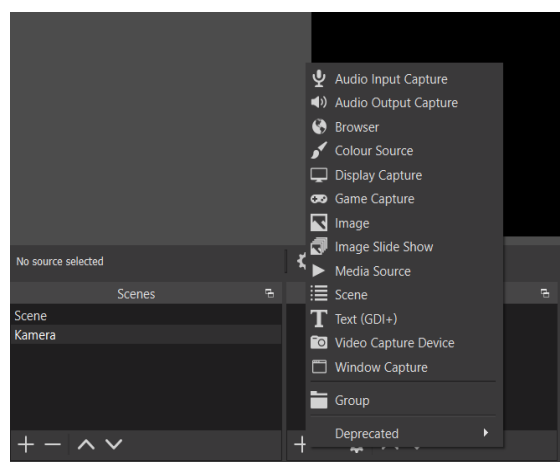 Audio Input Capture
Audio Output Capture
Browser
Colour Source
Display Capture
Game Capture
Image
Image Slide Show
Media Source
Scene
Text (GDI+)
Video Capture Device
Window Capture
Group
Deprecated
No source selected
Scenes
Scene
Kamera